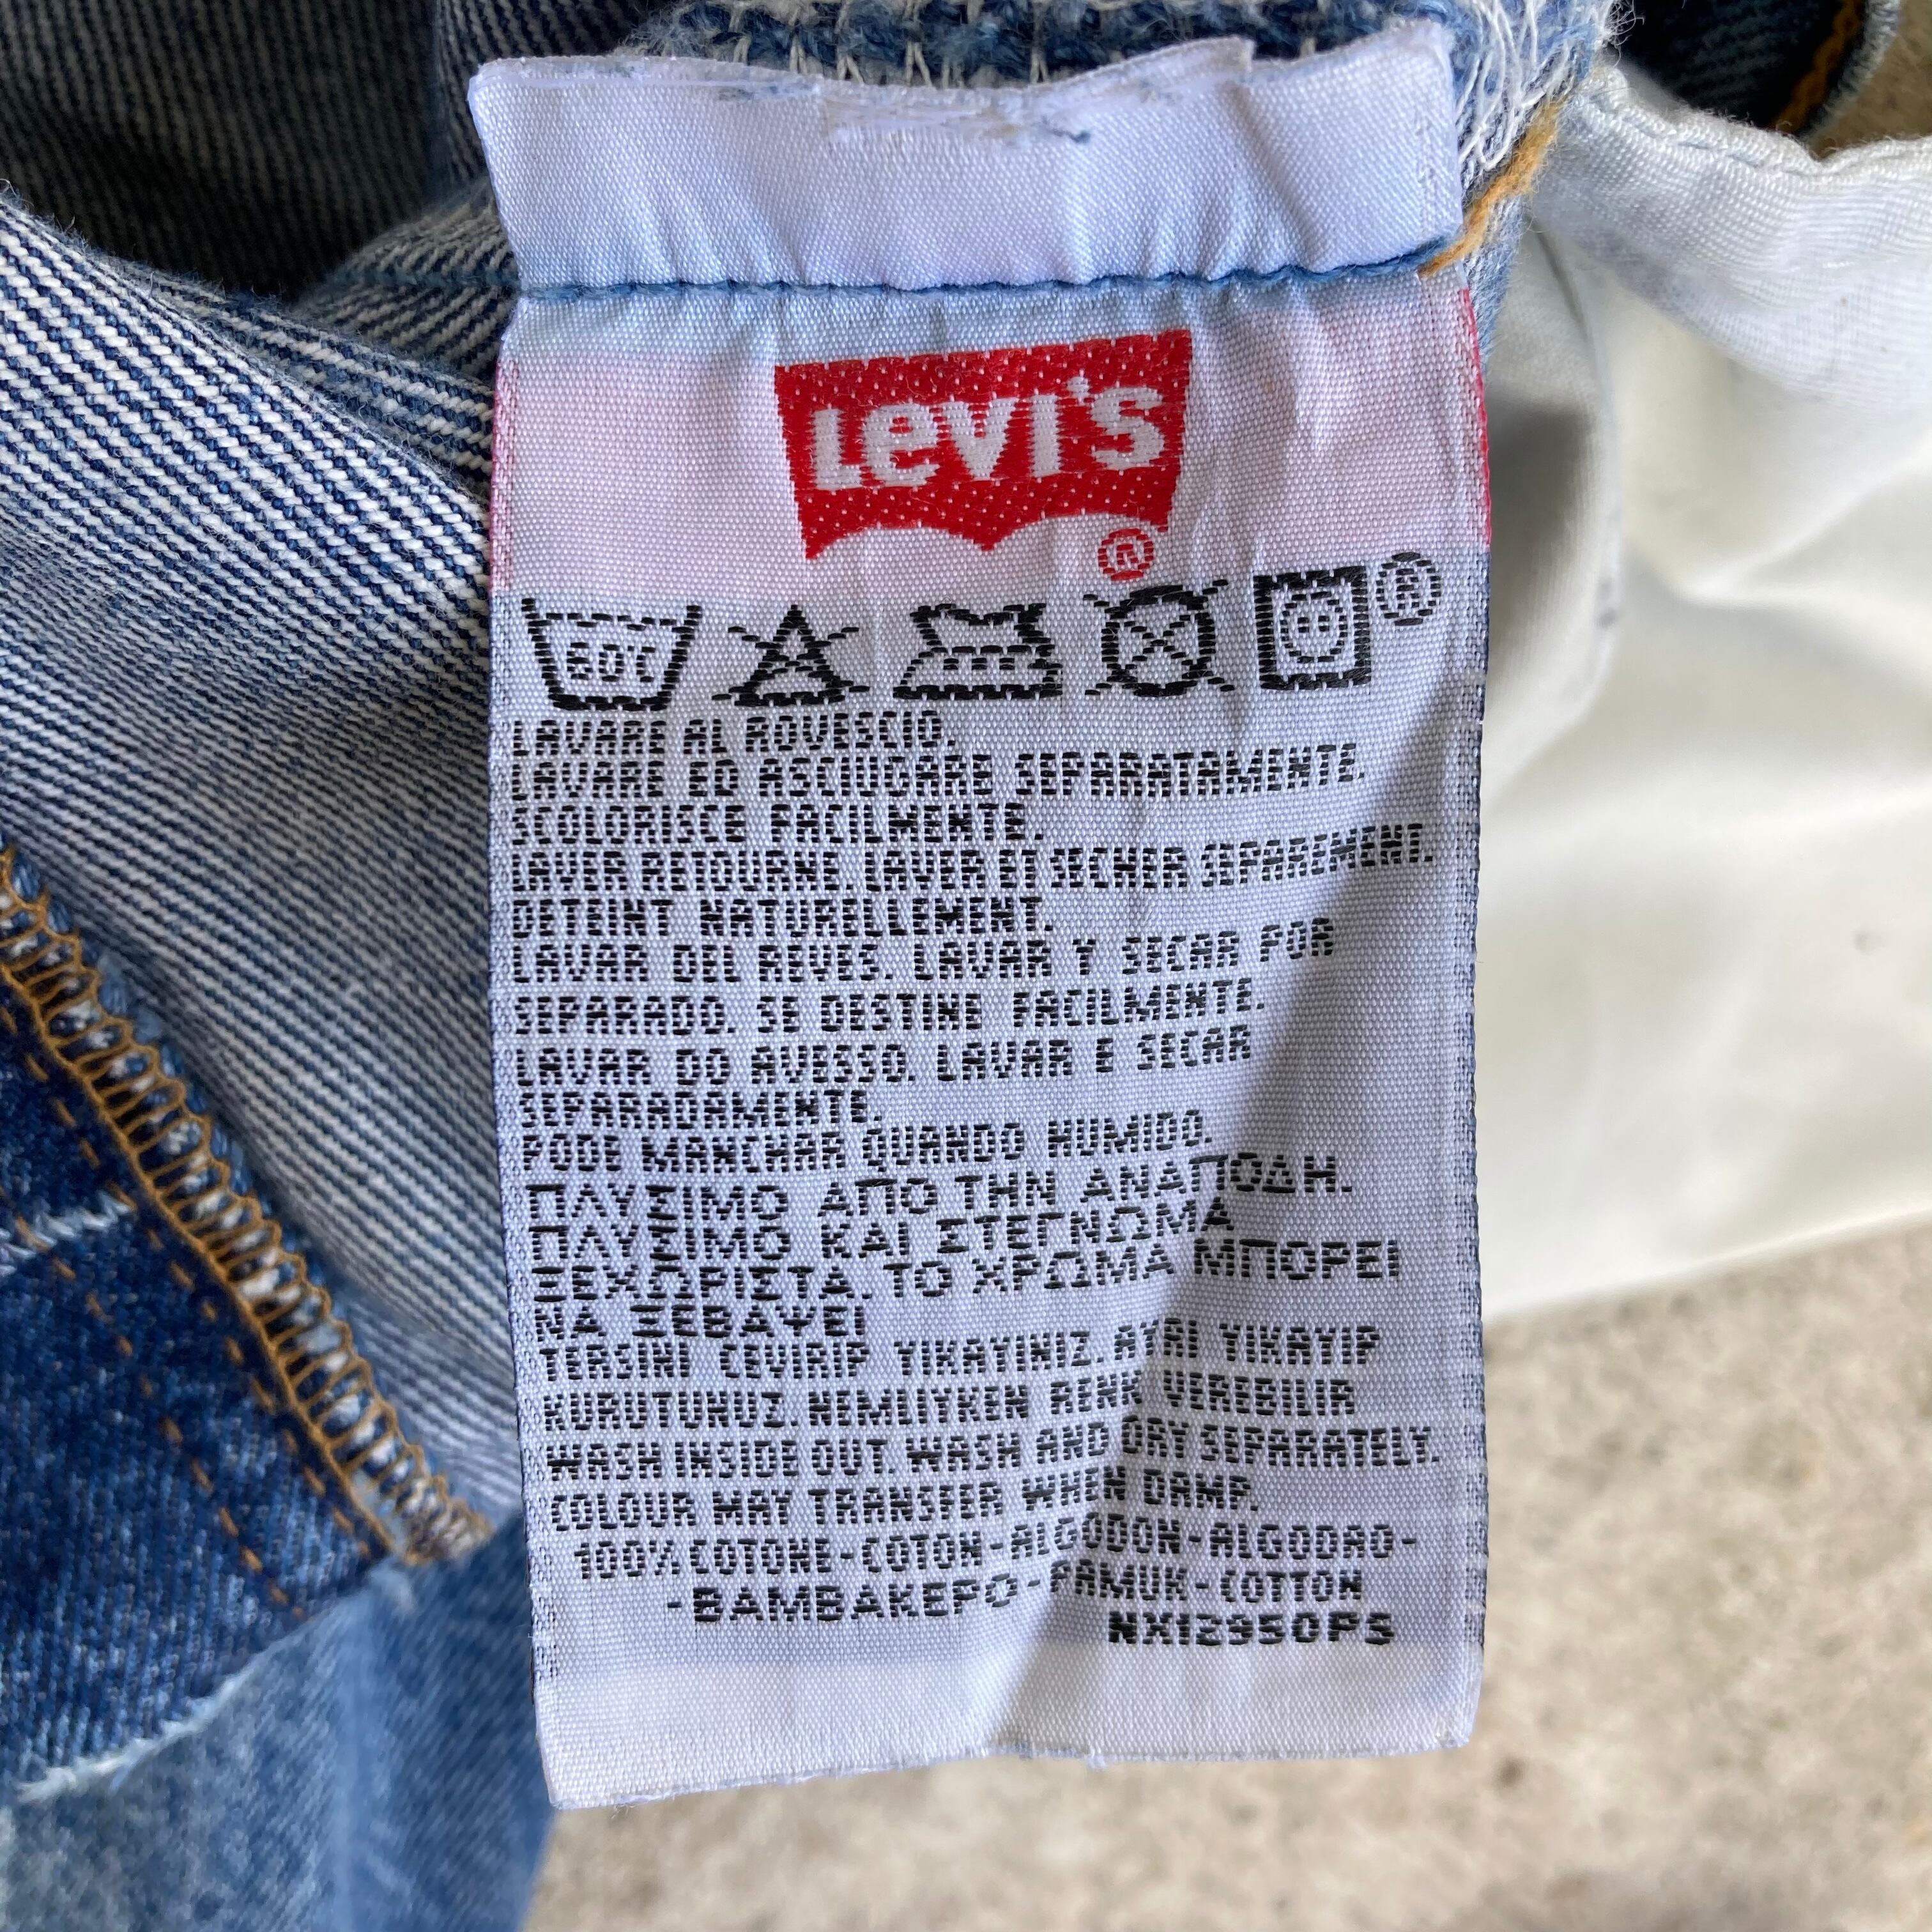 Levi's
®
60°C
®
LAVARE AL ROVESCIO.
LAVARE ED ASCIUGARE SEPARATAMENTE.
SCOLORISCE FACILMENTE.
LAVER RETOURNE. LAVER ET SECHER SEPAREMENT.
DETEINT NATURELLEMENT.
LAVAR DEL REVES. LAVAR Y SECAR POR
SEPARADO. SE DESTINE FACILMENTE.
LAVAR DO AVESSO. LAVAR E SECAR
SEPARADAMENTE.
PODE MANCHAR QUANDO HUMIDO.
ΠΛΥΣΙΜΟ ΑΠΟ ΤΗΝ ΑΝΑΠΟΔΗ.
ΠΛΥΣΙΜΟ ΚΑΙ ΣΤΕΓΝΩΜΑ
ΞΕΧΩΡΙΣΤΑ. ΤΟ ΧΡΩΜΑ ΜΠΟΡΕΙ
ΝΑ ΞΕΒΑΨΕΙ
TERSINI CEVIRIP YIKAYINIZ. AYRI YIKAYIP
KURUTUNUZ. NEMLIYKEN RENK VEREBILIR
WASH INSIDE OUT. WASH AND DRY SEPARATELY.
COLOUR MAY TRANSFER WHEN DAMP.
100% COTONE-COTON-ALGODON-ALGODAO-
-ΒΑΜΒΑΚΕΡΟ-PAMUK-COTTON
NX12950PS